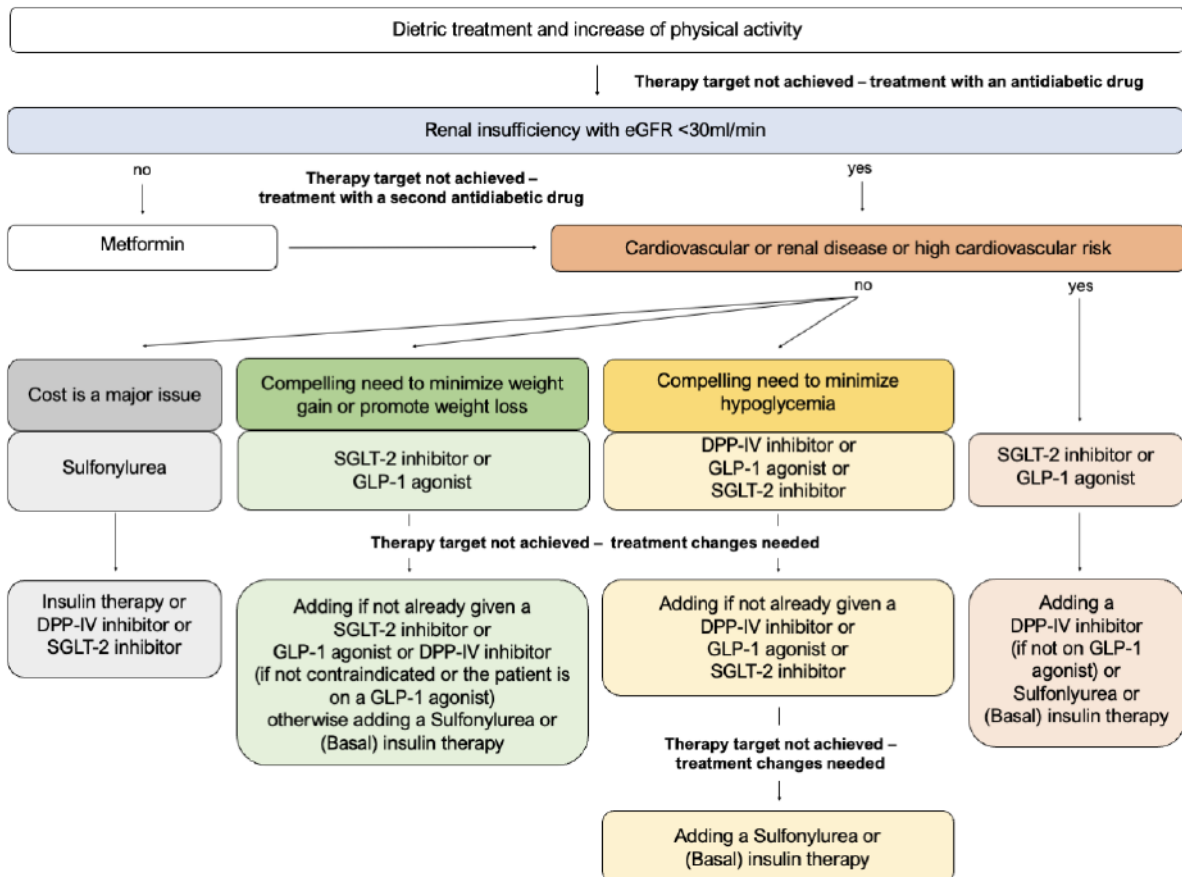 Dietric treatment and increase of physical activity
Therapy target not achieved – treatment with an antidiabetic drug
Renal insufficiency with eGFR <30ml/min
no
Therapy target not achieved –
treatment with a second antidiabetic drug
yes
Metformin
Cardiovascular or renal disease or high cardiovascular risk
no
yes
Cost is a major issue
Compelling need to minimize weight
gain or promote weight loss
Compelling need to minimize
hypoglycemia
Sulfonylurea
SGLT-2 inhibitor or
GLP-1 agonist
DPP-IV inhibitor or
GLP-1 agonist or
SGLT-2 inhibitor
SGLT-2 inhibitor or
GLP-1 agonist
Therapy target not achieved – treatment changes needed
Insulin therapy or
DPP-IV inhibitor or
SGLT-2 inhibitor
Adding if not already given a
SGLT-2 inhibitor or
GLP-1 agonist or DPP-IV inhibitor
(if not contraindicated or the patient is
on a GLP-1 agonist)
otherwise adding a Sulfonylurea or
(Basal) insulin therapy
Adding if not already given a
DPP-IV inhibitor or
GLP-1 agonist or
SGLT-2 inhibitor
Adding a
DPP-IV inhibitor
(if not on GLP-1
agonist) or
Sulfonlyurea or
(Basal) insulin therapy
Therapy target not achieved –
treatment changes needed
Adding a Sulfonylurea or
(Basal) insulin therapy